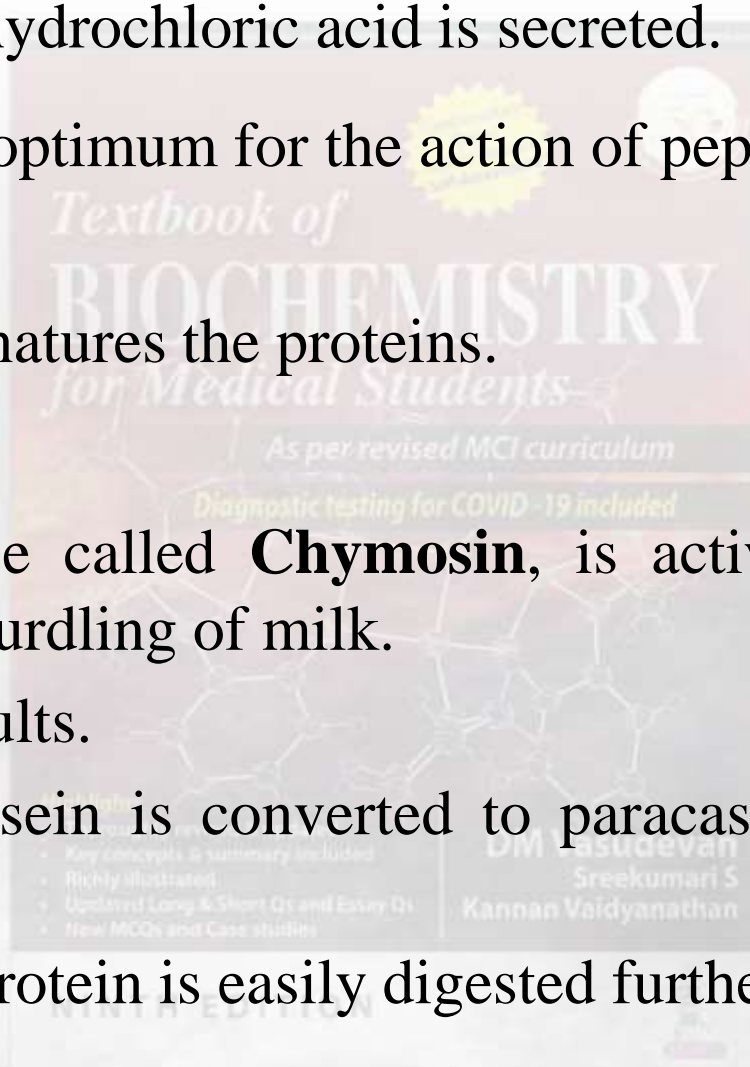 ydrochloric acid is secreted.
optimum for the action of pep
Textbook of
BIOCHEMISTRY
natures the proteins.
for Medical Students
As per revised MCI curriculum
Diagnostic testing for COVID-19 included
e called Chymosin, is activ
urdling of milk.
ults.
Highlights
sein is converted to paracas
• Key concepts & summary included
DM Vasudevan
• Richly illustrated
Sreekumari S
• Updated Long & Short Qs and Essay Qs
Kannan Vaidyanathan
• New MCQs and Case studies
rotein is easily digested furthe
NINTH EDITION